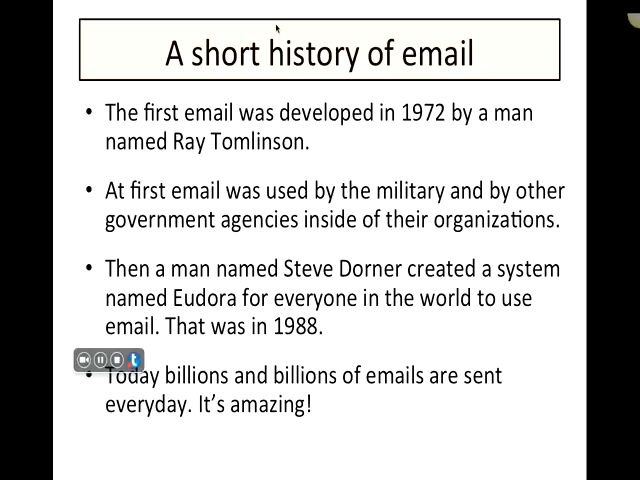 A short history of email
• The first email was developed in 1972 by a man
named Ray Tomlinson.
• At first email was used by the military and by other
government agencies inside of their organizations.
• Then a man named Steve Dorner created a system
named Eudora for everyone in the world to use
email. That was in 1988.
• Today billions and billions of emails are sent
everyday. It's amazing!